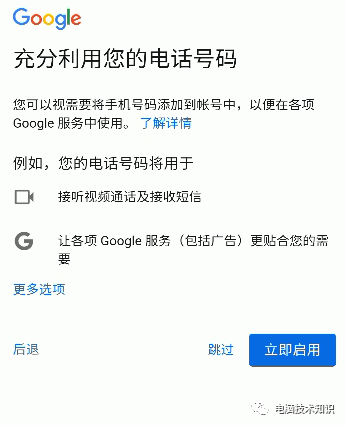 Google
充分利用您的电话号码
您可以视需要将手机号码添加到帐号中，以便在各项
Google 服务中使用。 了解详情
例如，您的电话号码将用于
接听视频通话及接收短信
G 让各项 Google 服务（包括广告）更贴合您的需
要
更多选项
后退 跳过 立即启用
电脑技术知识